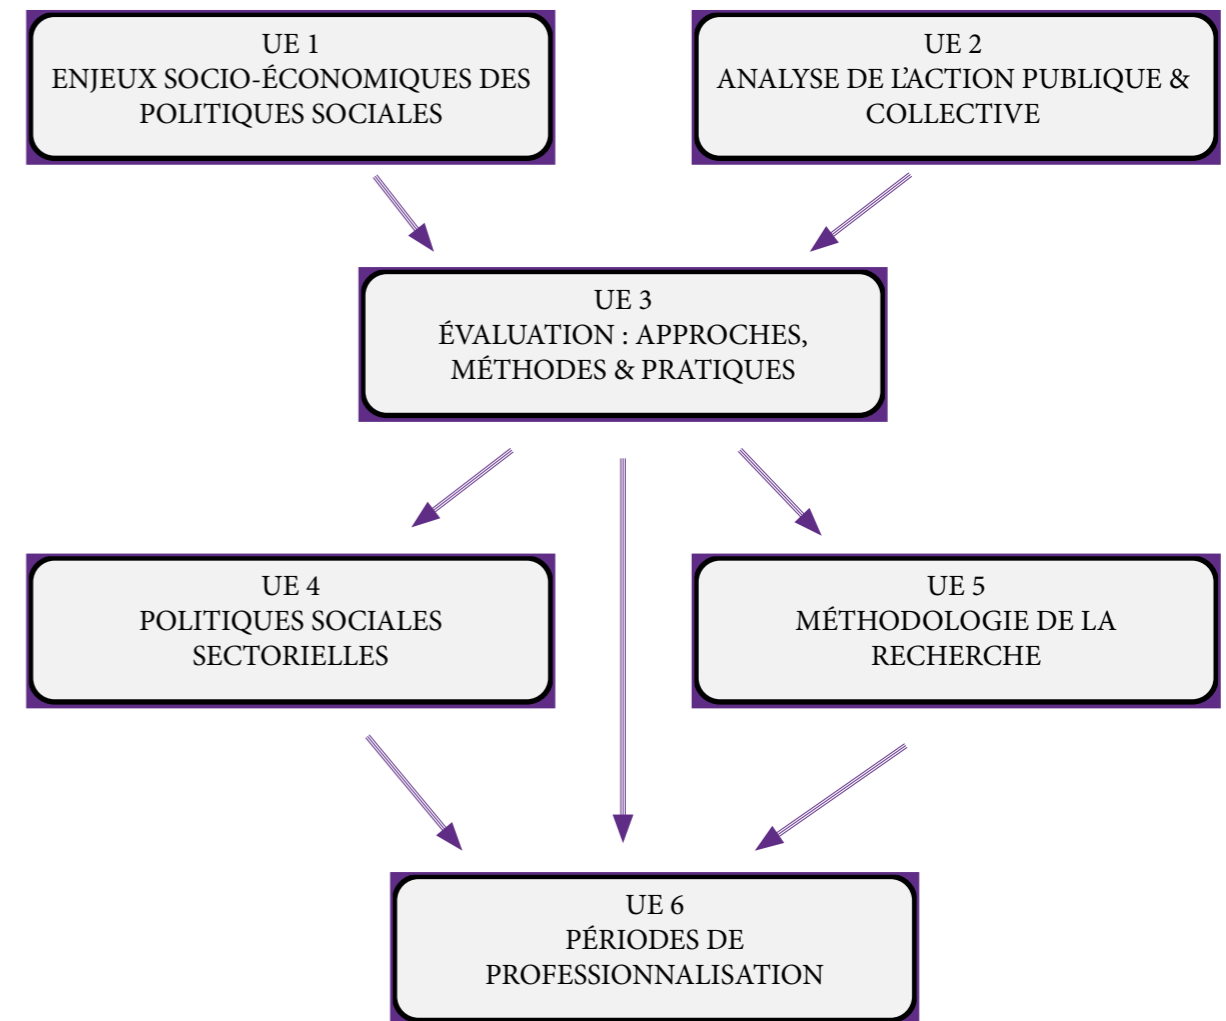 UE 1
ENJEUX SOCIO-ÉCONOMIQUES DES
POLITIQUES SOCIALES
UE 2
ANALYSE DE L'ACTION PUBLIQUE &
COLLECTIVE
UE 3
ÉVALUATION : APPROCHES,
MÉTHODES & PRATIQUES
UE 4
POLITIQUES SOCIALES
SECTORIELLES
UE 5
MÉTHODOLOGIE DE LA
RECHERCHE
UE 6
PÉRIODES DE
PROFESSIONNALISATION